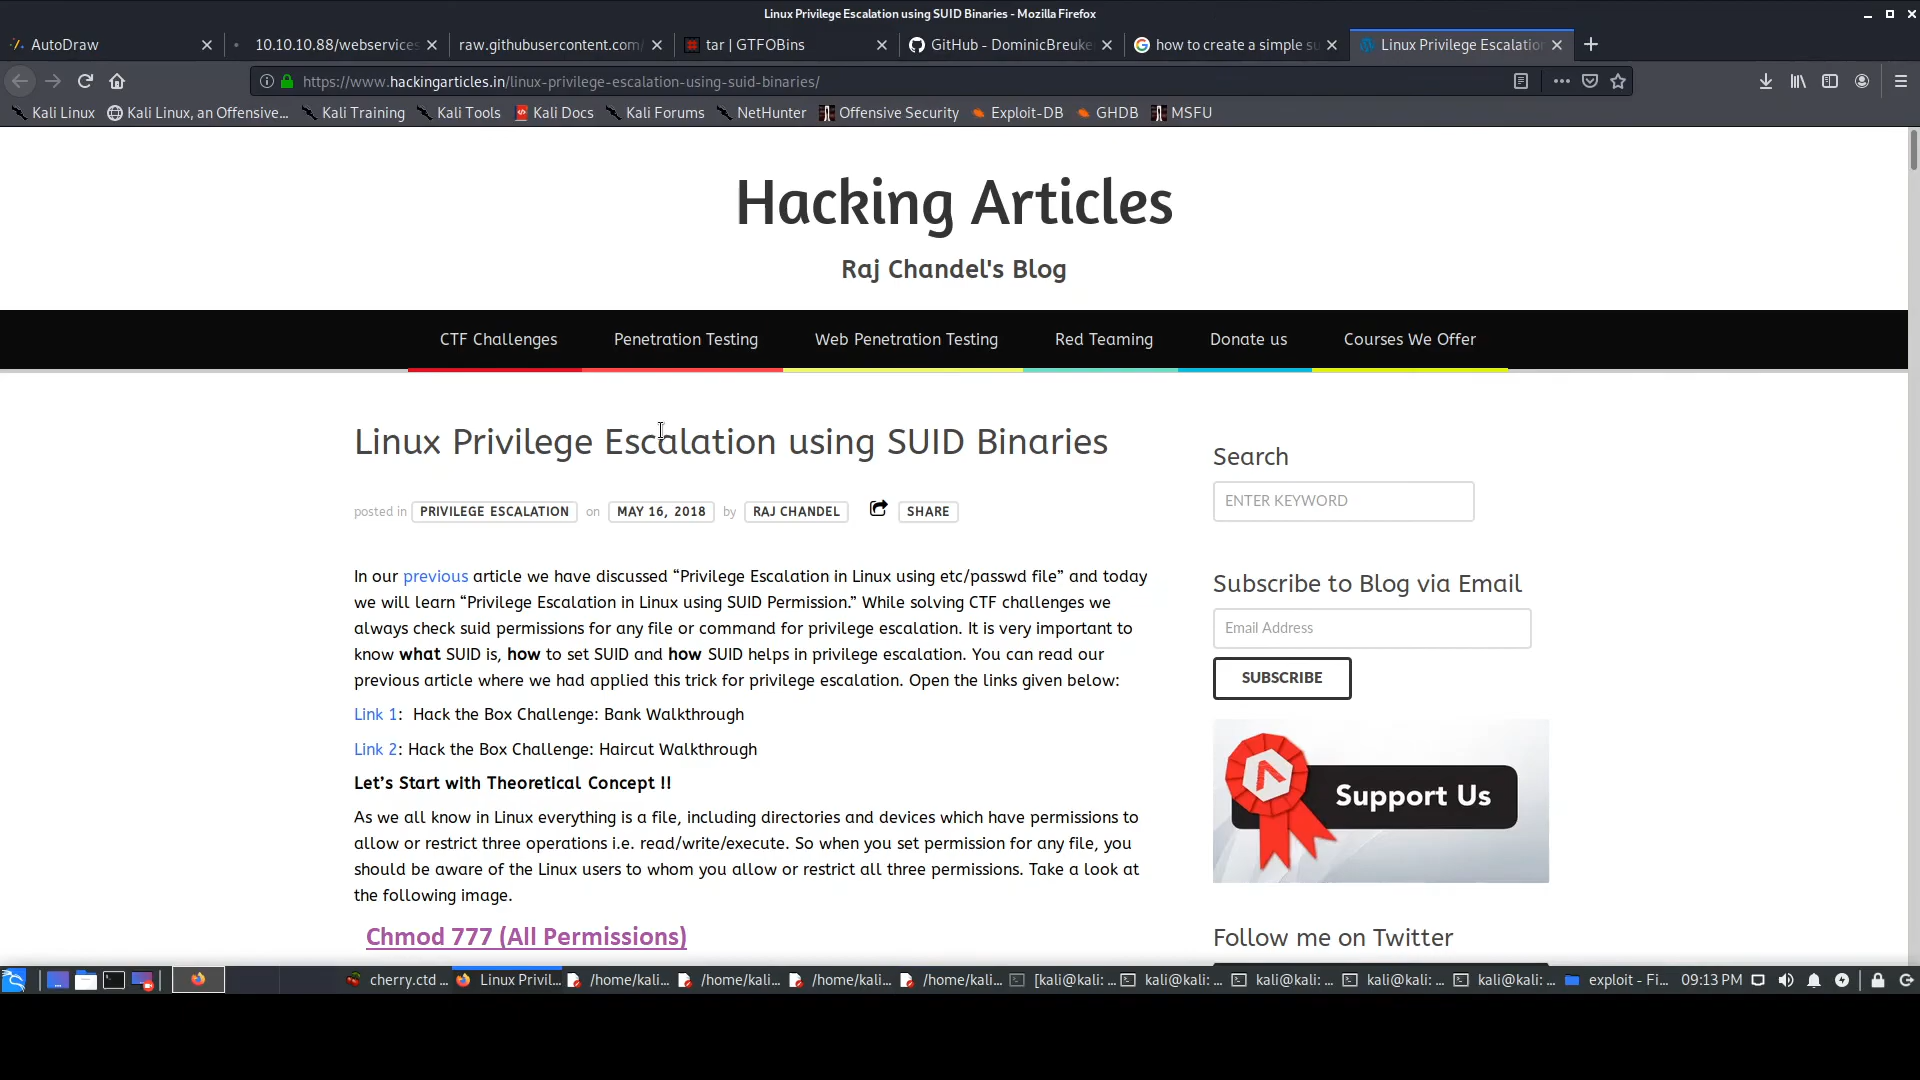 Linux Privilege Escalation using SUID Binaries - Mozilla Firefox
AutoDraw
10.10.10.88/webservices
raw.githubusercontent.com/
tar | GTFOBins
GitHub - DominicBreuke
how to create a simple su
Linux Privilege Escalation
https://www.hackingarticles.in/linux-privilege-escalation-using-suid-binaries/
Kali Linux
Kali Linux, an Offensive...
Kali Training
Kali Tools
Kali Docs
Kali Forums
NetHunter
Offensive Security
Exploit-DB
GHDB
MSFU
Hacking Articles
Raj Chandel's Blog
CTF Challenges
Penetration Testing
Web Penetration Testing
Red Teaming
Donate us
Courses We Offer
Linux Privilege Escalation using SUID Binaries
posted in PRIVILEGE ESCALATION on MAY 16, 2018 by RAJ CHANDEL SHARE
In our previous article we have discussed “Privilege Escalation in Linux using etc/passwd file” and today
we will learn “Privilege Escalation in Linux using SUID Permission.” While solving CTF challenges we
always check suid permissions for any file or command for privilege escalation. It is very important to
know what SUID is, how to set SUID and how SUID helps in privilege escalation. You can read our
previous article where we had applied this trick for privilege escalation. Open the links given below:
Link 1:  Hack the Box Challenge: Bank Walkthrough
Link 2: Hack the Box Challenge: Haircut Walkthrough
Let’s Start with Theoretical Concept !!
As we all know in Linux everything is a file, including directories and devices which have permissions to
allow or restrict three operations i.e. read/write/execute. So when you set permission for any file, you
should be aware of the Linux users to whom you allow or restrict all three permissions. Take a look at
the following image.
Chmod 777 (All Permissions)
Search
ENTER KEYWORD
Subscribe to Blog via Email
Email Address
SUBSCRIBE
Support Us
Follow me on Twitter
cherry.ctd ...
Linux Privil...
/home/kali...
/home/kali...
/home/kali...
/home/kali...
[kali@kali: ...
kali@kali: ...
kali@kali: ...
kali@kali: ...
kali@kali: ...
exploit - Fi...
09:13 PM